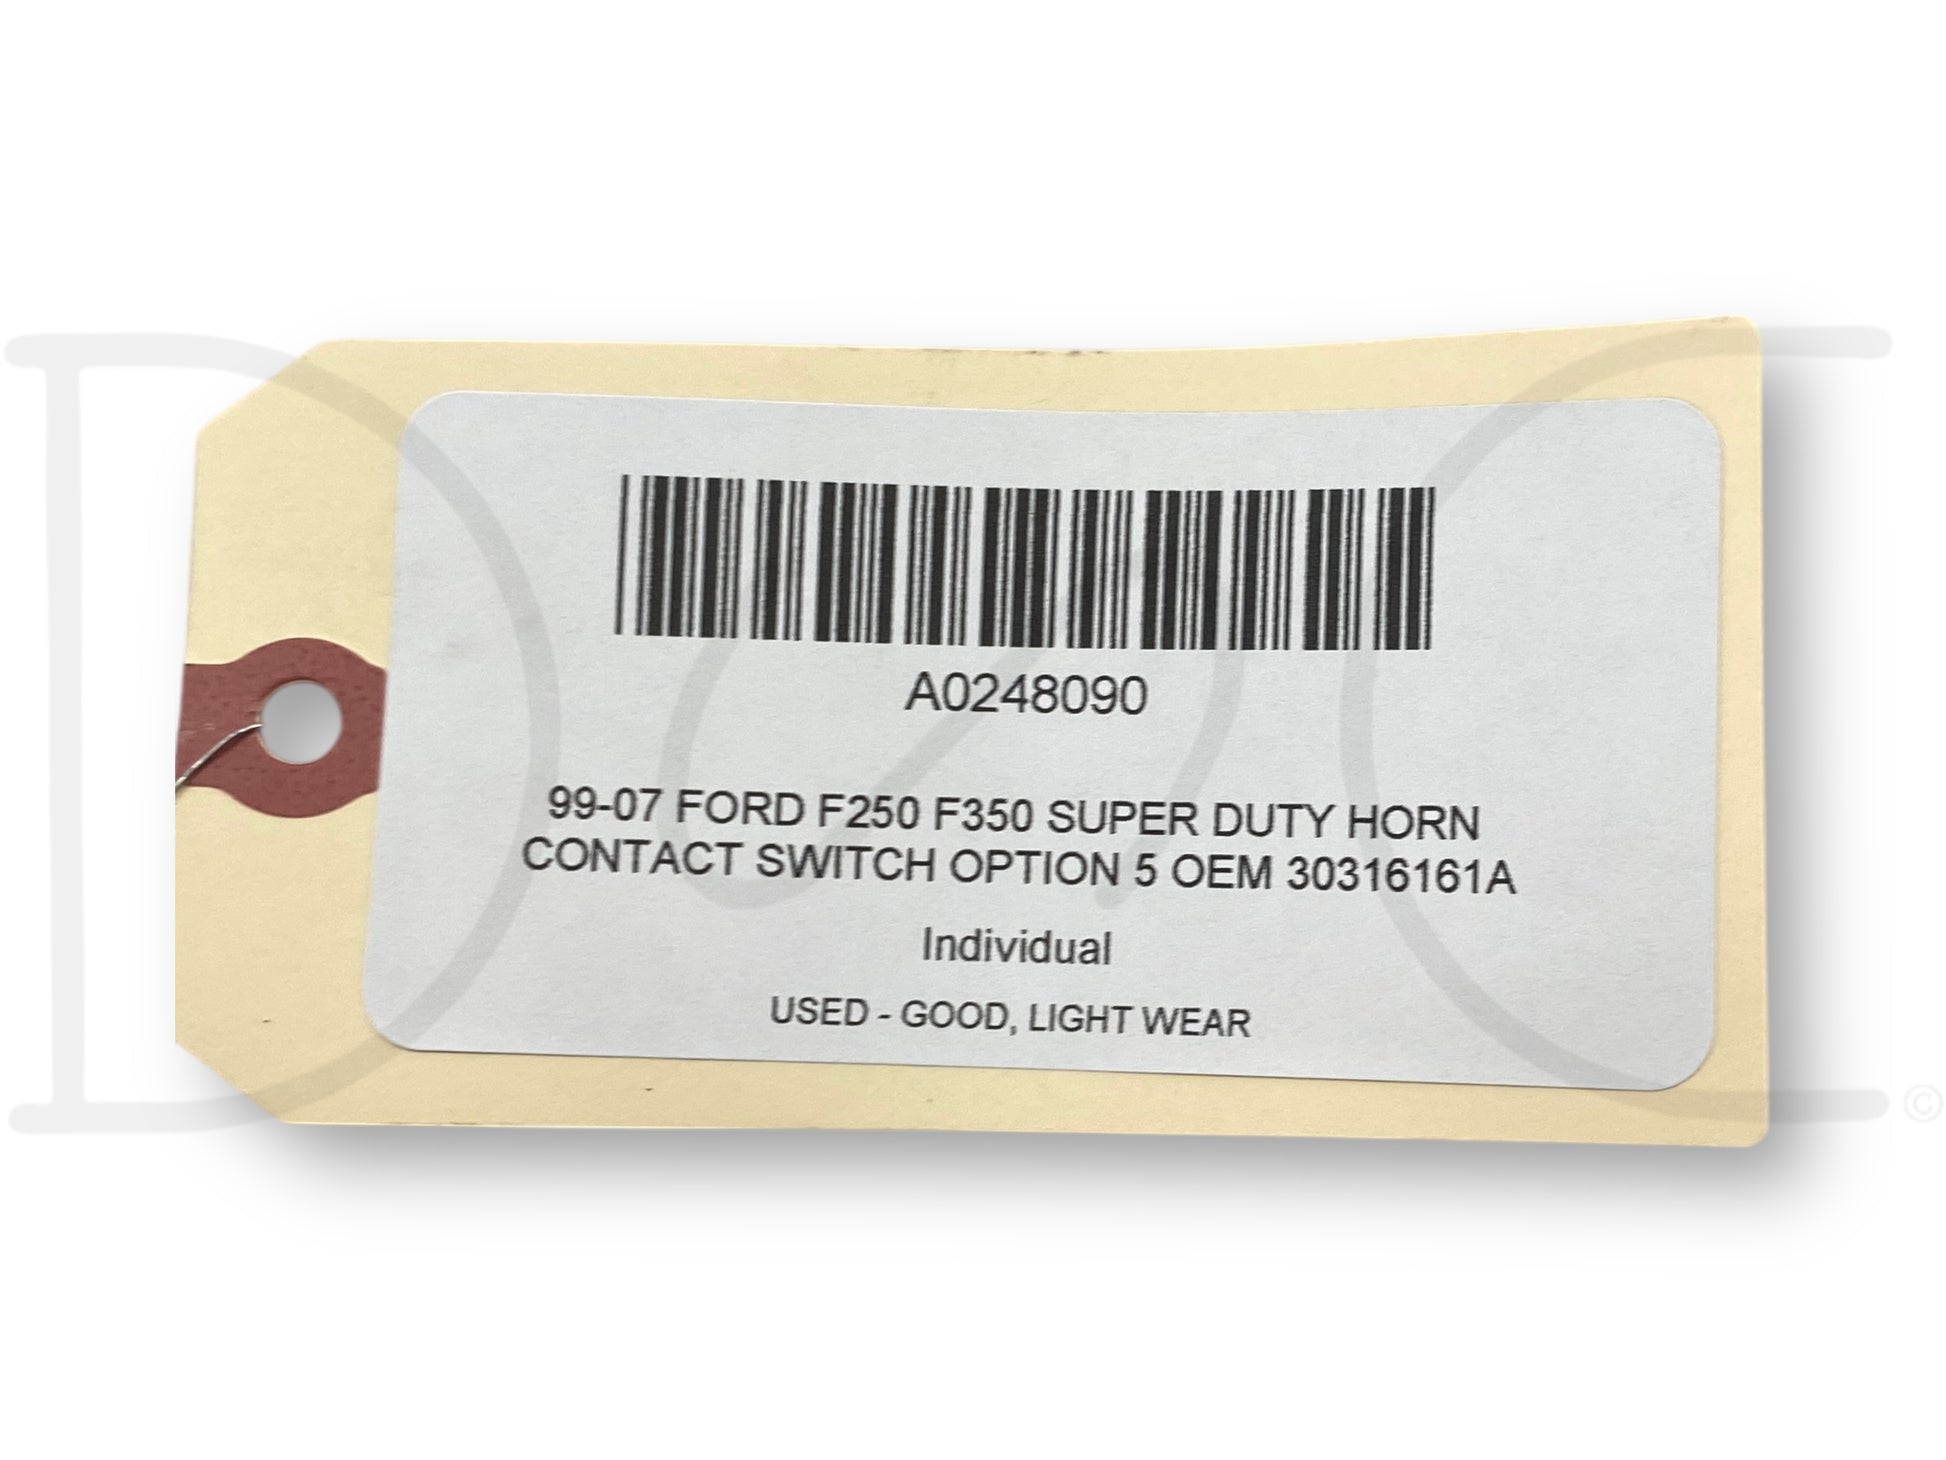 A0248090
99-07 FORD F250 F350 SUPER DUTY HORN
CONTACT SWITCH OPTION 5 OEM 30316161A
Individual
USED - GOOD, LIGHT WEAR
©